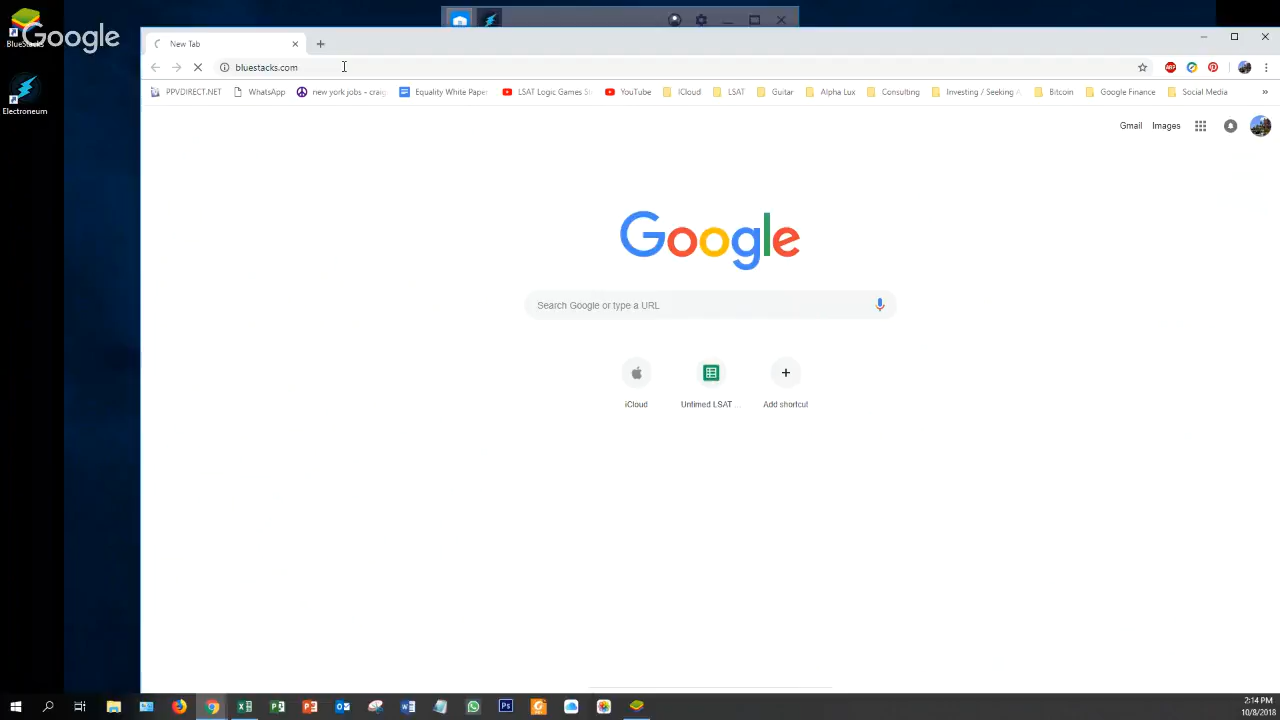 Google
BlueStacks
Electroneum
New Tab
bluestacks.com
PPVDIRECT.NET WhatsApp new york jobs - craig Equality White Paper LSAT Logic Games S YouTube iCloud LSAT Guitar Alpha Lux Consulting Investing / Seeking A Bitcoin Google Finance Social Media »
Gmail Images
Google
Search Google or type a URL
iCloud Untimed LSAT ... Add shortcut
2:14 PM
10/8/2018